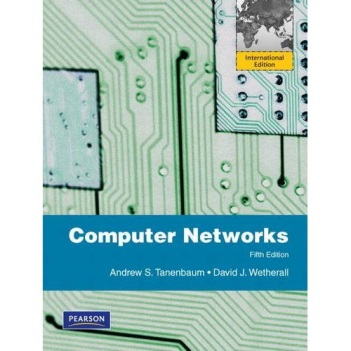 International
Edition
Computer Networks
Fifth Edition
Andrew S. Tanenbaum • David J. Wetherall
PEARSON